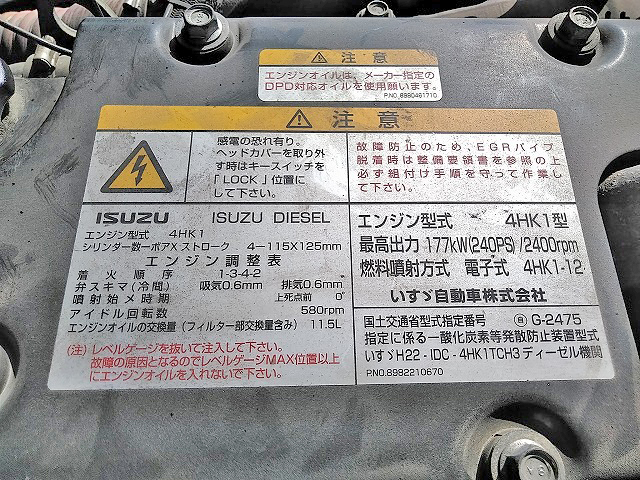 ⚠ 注意
エンジンオイルは、メーカー指定の
DPD対応オイルを使用願います。
P.NO.8980491710
⚠ 注意
感電の恐れ有り。
ヘッドカバーを取り外
す時はキースイッチを
「LOCK」位置に
して下さい。
故障防止のため、EGRパイプ
脱着時は整備要領書を参照の上
必ず組付け手順を守って作業し
て下さい。
ISUZU ISUZU DIESEL
エンジン型式 4HK1
シリンダー数−ボアXストローク 4−115X125mm
エンジン調整表
着火順序 1-3-4-2
弁スキマ(冷間) 吸気0.6mm 排気0.6mm
噴射始メ時期 上死点前 0°
アイドル回転数 580rpm
エンジンオイルの交換量(フィルター部交換量含み) 11.5L
(注)レベルゲージを抜いて注入して下さい。
故障の原因となるのでレベルゲージMAX位置以上
にエンジンオイルを入れないで下さい。
エンジン型式 4HK1型
最高出力 177kW(240PS)/2400rpm
燃料噴射方式 電子式 4HK1-12
いすゞ自動車株式会社
国土交通省型式指定番号 G-2475
指定に係る一酸化炭素等発散防止装置型式
いすゞH22-IDC-4HK1TCH3ディーゼル機関
P.NO.8982210670